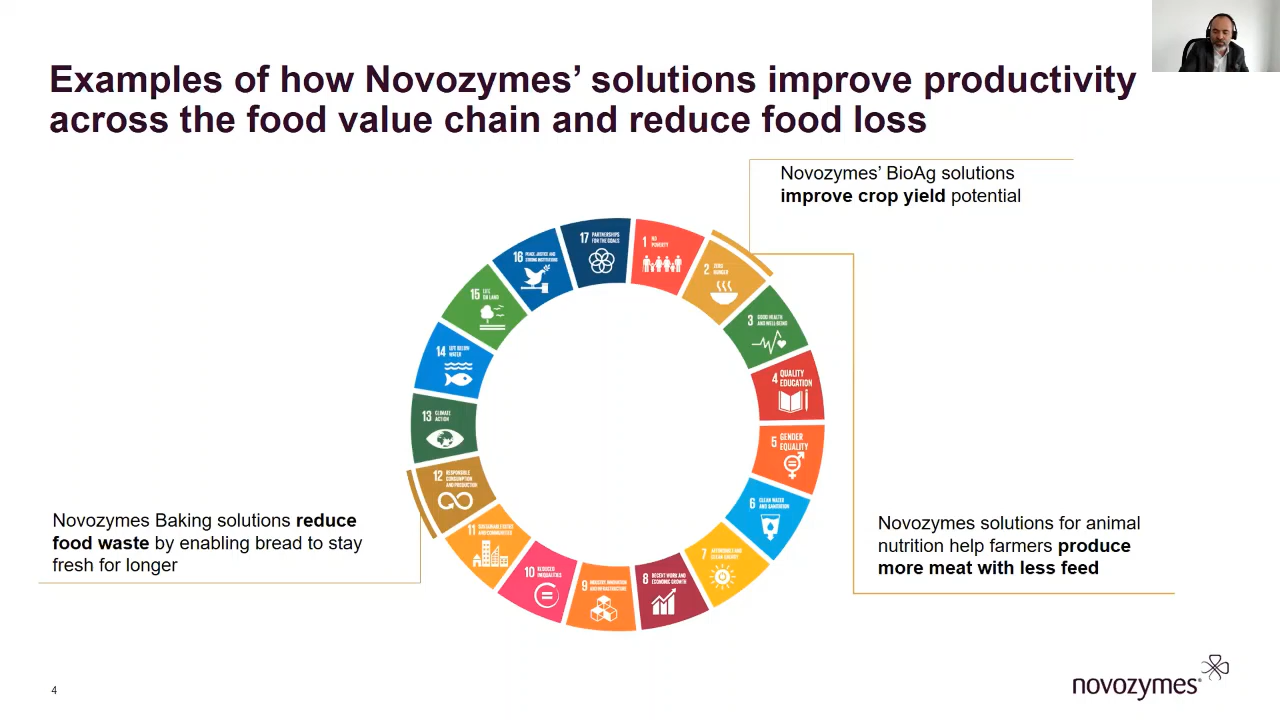 Examples of how Novozymes’ solutions improve productivity
across the food value chain and reduce food loss
Novozymes’ BioAg solutions
improve crop yield potential
17 PARTNERSHIPS
FOR THE GOALS
1 NO
POVERTY
2 ZERO
HUNGER
3 GOOD HEALTH
AND WELL-BEING
4 QUALITY
EDUCATION
5 GENDER
EQUALITY
6 CLEAN WATER
AND SANITATION
7 AFFORDABLE AND
CLEAN ENERGY
8 DECENT WORK AND
ECONOMIC GROWTH
9 INDUSTRY, INNOVATION
AND INFRASTRUCTURE
10 REDUCED
INEQUALITIES
11 SUSTAINABLE CITIES
AND COMMUNITIES
12 RESPONSIBLE
CONSUMPTION
AND PRODUCTION
13 CLIMATE
ACTION
14 LIFE BELOW
WATER
15 LIFE
ON LAND
16 PEACE, JUSTICE AND
STRONG INSTITUTIONS
Novozymes Baking solutions reduce
food waste by enabling bread to stay
fresh for longer
Novozymes solutions for animal
nutrition help farmers produce
more meat with less feed
4
novozymes